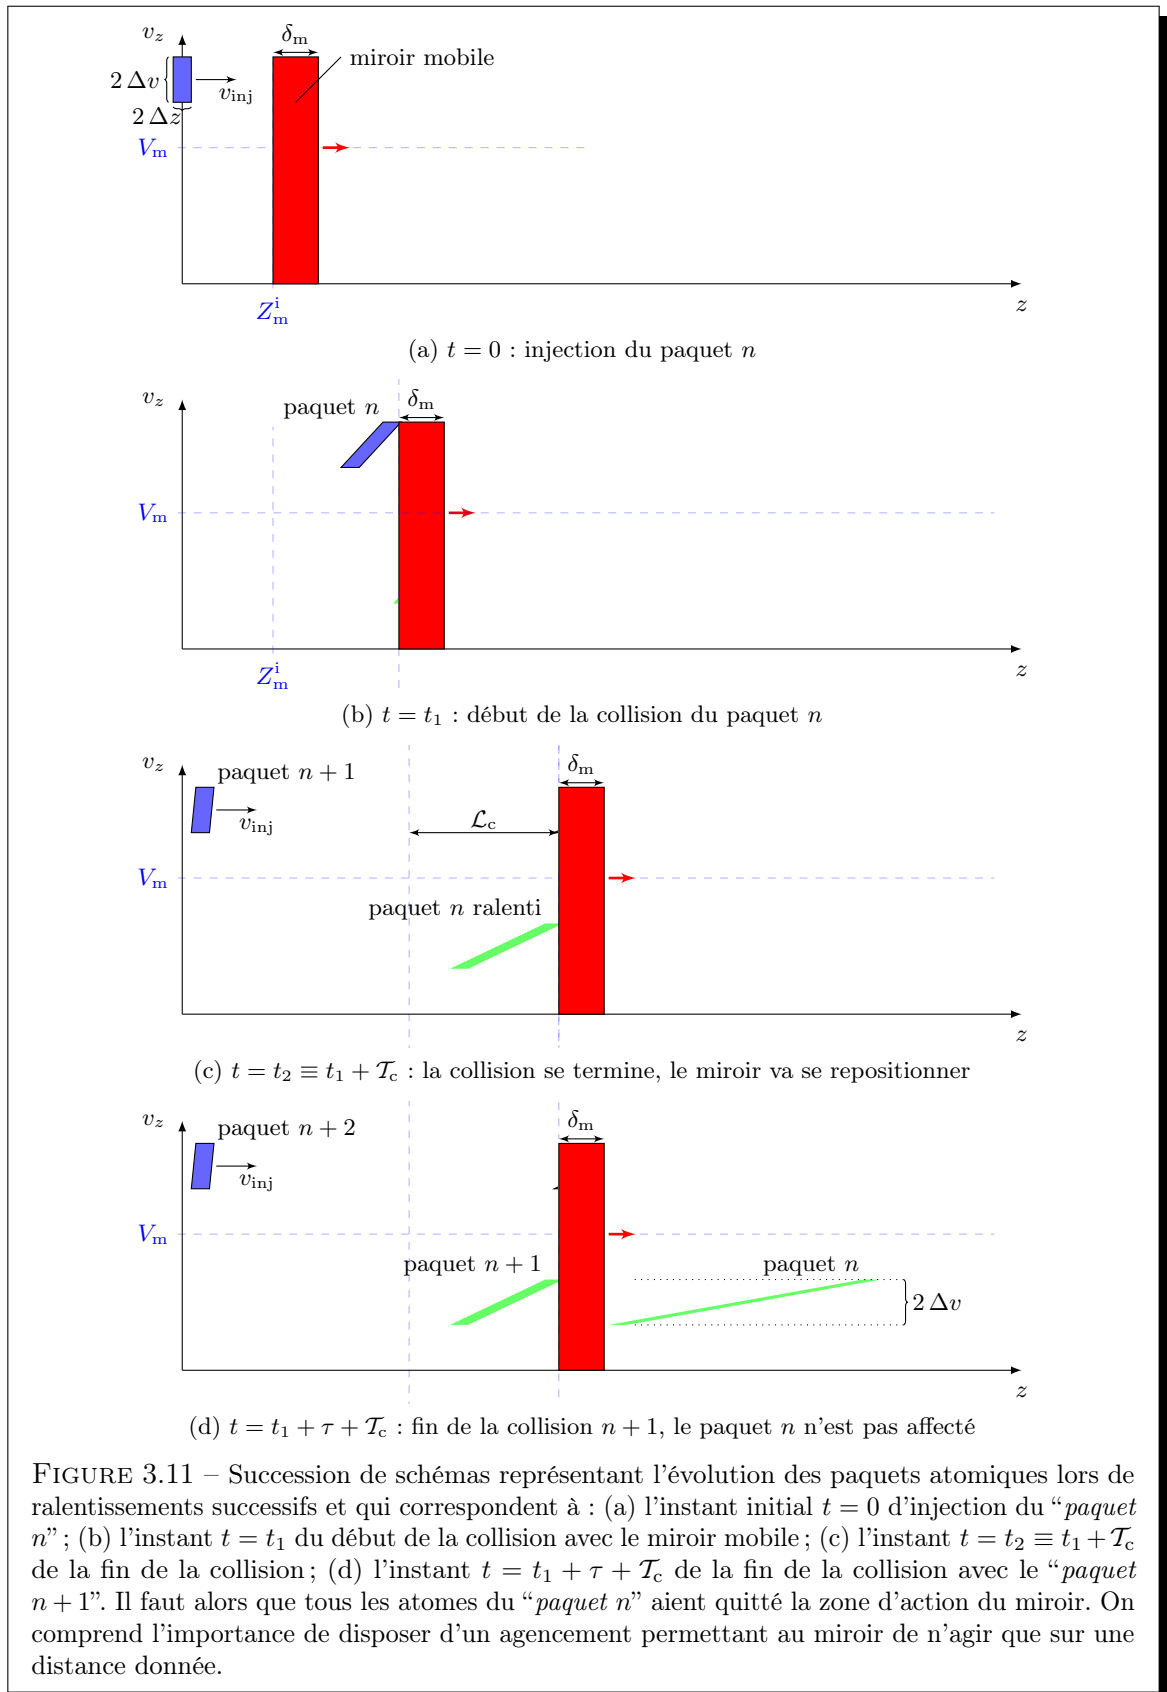 v_z
δ_m
miroir mobile
2 Δv
v_inj
2 Δz
V_m
Z_m^i
z
(a) t = 0 : injection du paquet n
v_z
paquet n
δ_m
V_m
Z_m^i
z
(b) t = t_1 : début de la collision du paquet n
v_z
paquet n + 1
δ_m
v_inj
ℒ_c
V_m
paquet n ralenti
z
(c) t = t_2 ≡ t_1 + 𝒯_c : la collision se termine, le miroir va se repositionner
v_z
paquet n + 2
δ_m
v_inj
V_m
paquet n + 1
paquet n
2 Δv
z
(d) t = t_1 + τ + 𝒯_c : fin de la collision n + 1, le paquet n n'est pas affecté
FIGURE 3.11 – Succession de schémas représentant l'évolution des paquets atomiques lors de
ralentissements successifs et qui correspondent à : (a) l'instant initial t = 0 d'injection du “paquet
n” ; (b) l'instant t = t_1 du début de la collision avec le miroir mobile ; (c) l'instant t = t_2 ≡ t_1 + 𝒯_c
de la fin de la collision ; (d) l'instant t = t_1 + τ + 𝒯_c de la fin de la collision avec le “paquet
n + 1”. Il faut alors que tous les atomes du “paquet n” aient quitté la zone d'action du miroir. On
comprend l'importance de disposer d'un agencement permettant au miroir de n'agir que sur une
distance donnée.